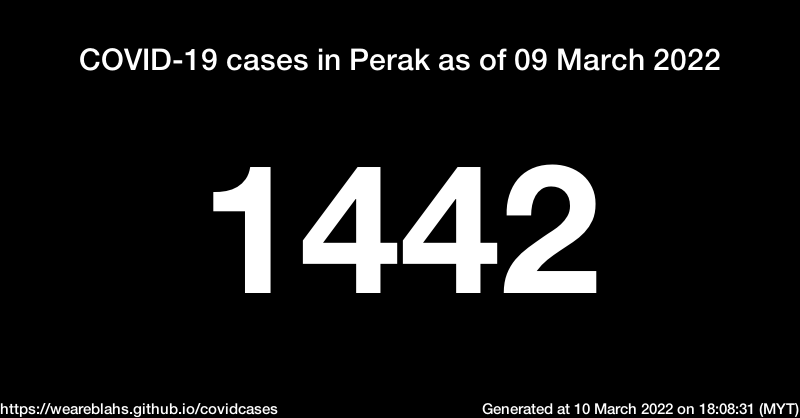 COVID-19 cases in Perak as of 09 March 2022
1442
https://weareblahs.github.io/covidcases
Generated at 10 March 2022 on 18:08:31 (MYT)